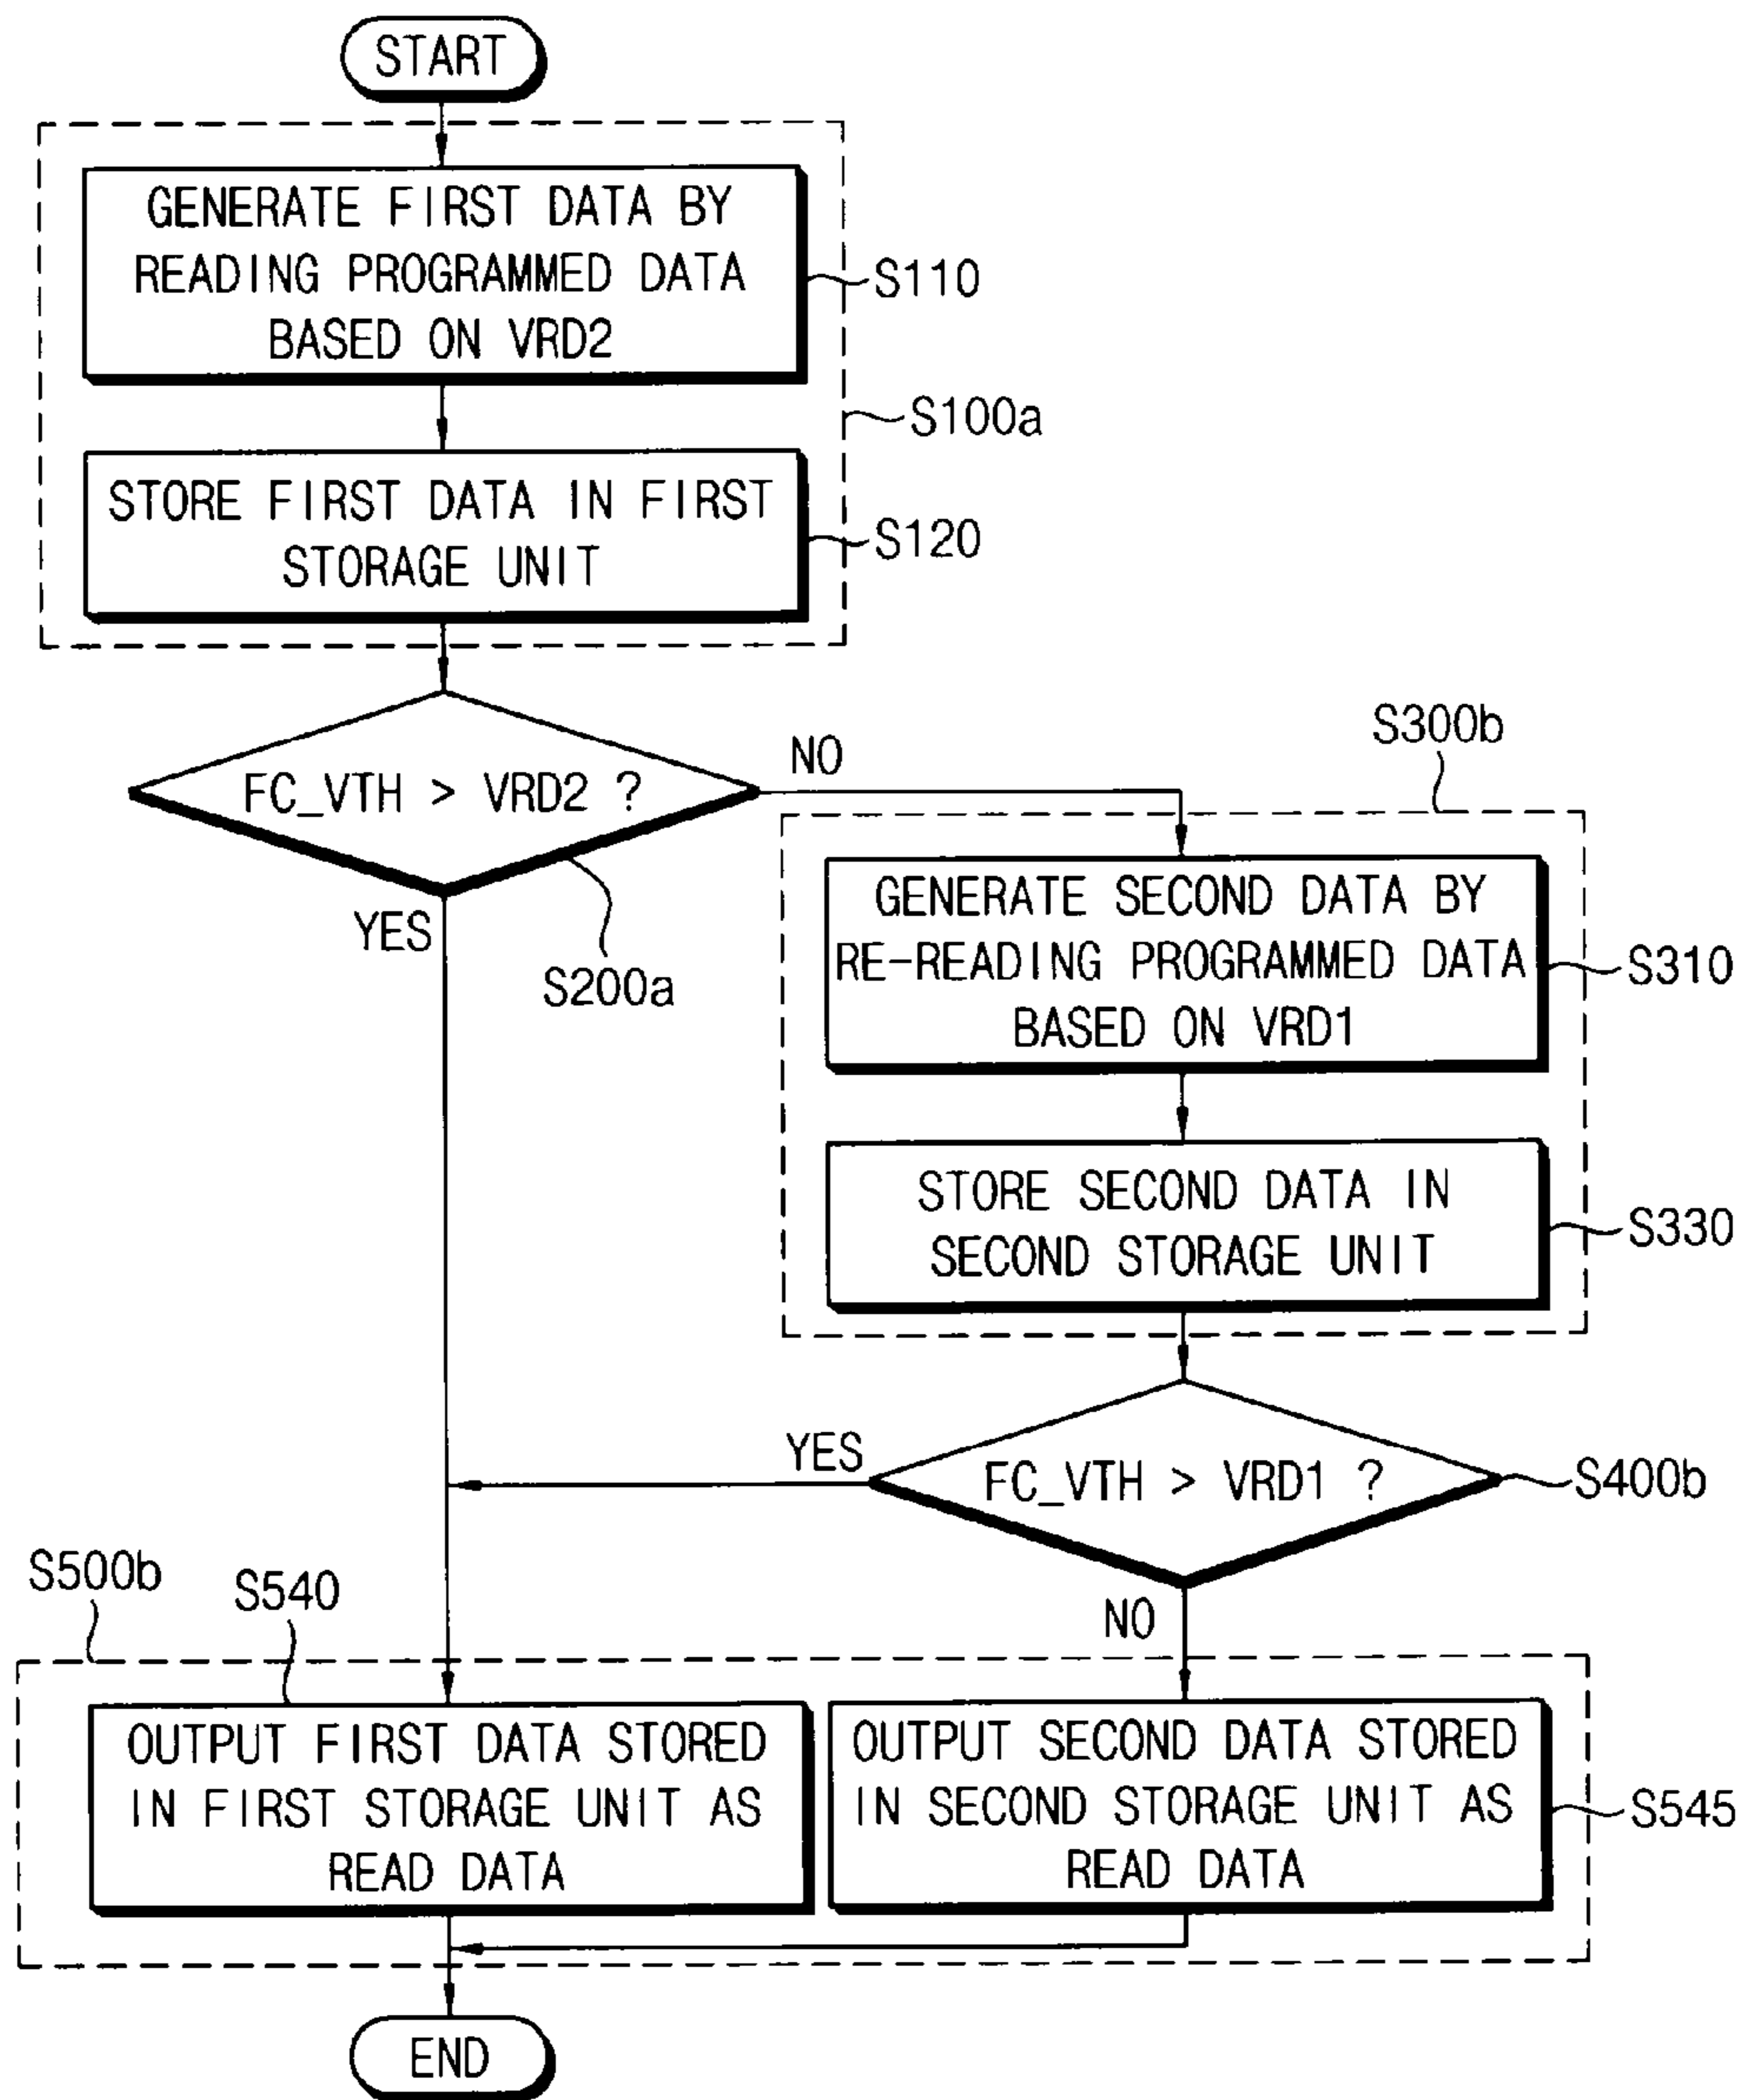 START
GENERATE FIRST DATA BY
READING PROGRAMMED DATA
BASED ON VRD2
S110
S100a
STORE FIRST DATA IN FIRST
STORAGE UNIT
S120
FC_VTH > VRD2 ?
NO
YES
S200a
S300b
GENERATE SECOND DATA BY
RE-READING PROGRAMMED DATA
BASED ON VRD1
S310
STORE SECOND DATA IN
SECOND STORAGE UNIT
S330
YES
FC_VTH > VRD1 ?
S400b
NO
S500b
S540
OUTPUT FIRST DATA STORED
IN FIRST STORAGE UNIT AS
READ DATA
OUTPUT SECOND DATA STORED
IN SECOND STORAGE UNIT AS
READ DATA
S545
END